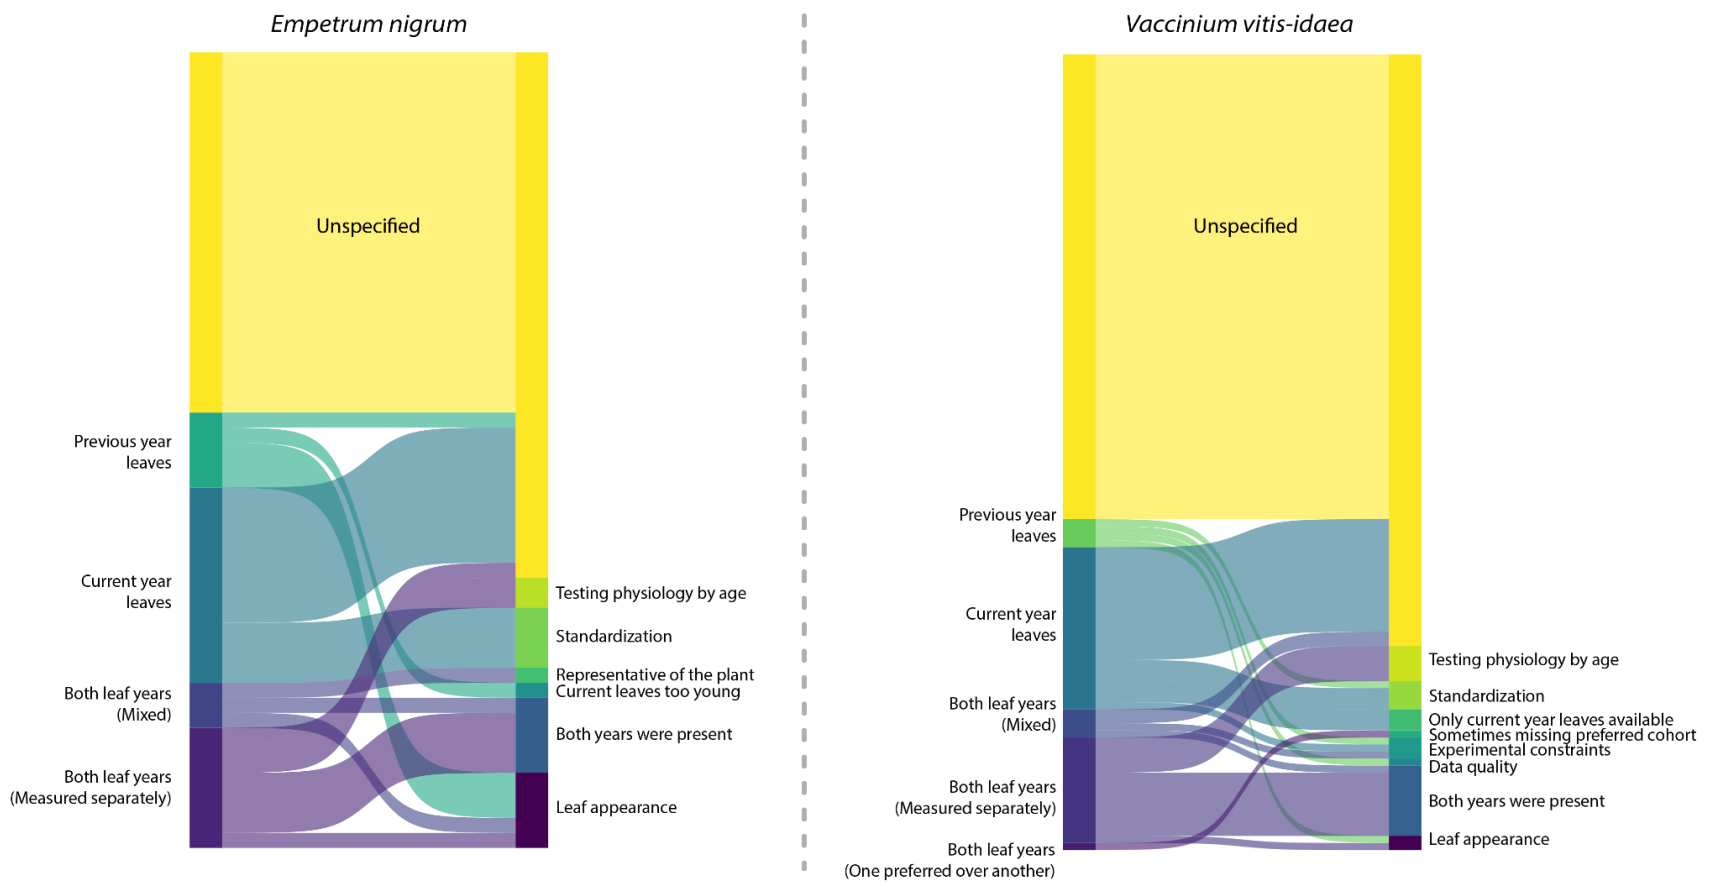 Empetrum nigrum
Unspecified
Previous year
leaves
Current year
leaves
Both leaf years
(Mixed)
Both leaf years
(Measured separately)
Testing physiology by age
Standardization
Representative of the plant
Current leaves too young
Both years were present
Leaf appearance
Vaccinium vitis-idaea
Unspecified
Previous year
leaves
Current year
leaves
Both leaf years
(Mixed)
Both leaf years
(Measured separately)
Both leaf years
(One preferred over another)
Testing physiology by age
Standardization
Only current year leaves available
Sometimes missing preferred cohort
Experimental constraints
Data quality
Both years were present
Leaf appearance